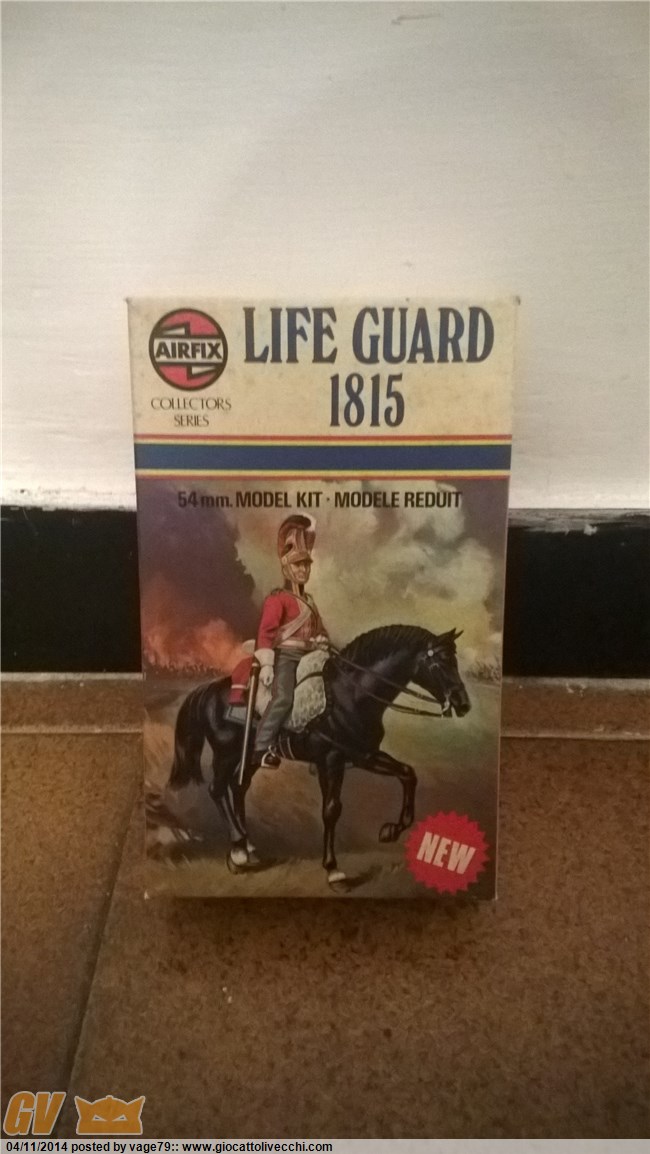 AIRFIX
COLLECTORS
SERIES
LIFE GUARD
1815
54mm. MODEL KIT · MODELE REDUIT
NEW
GV
04/11/2014 posted by vage79:: www.giocattolivecchi.com